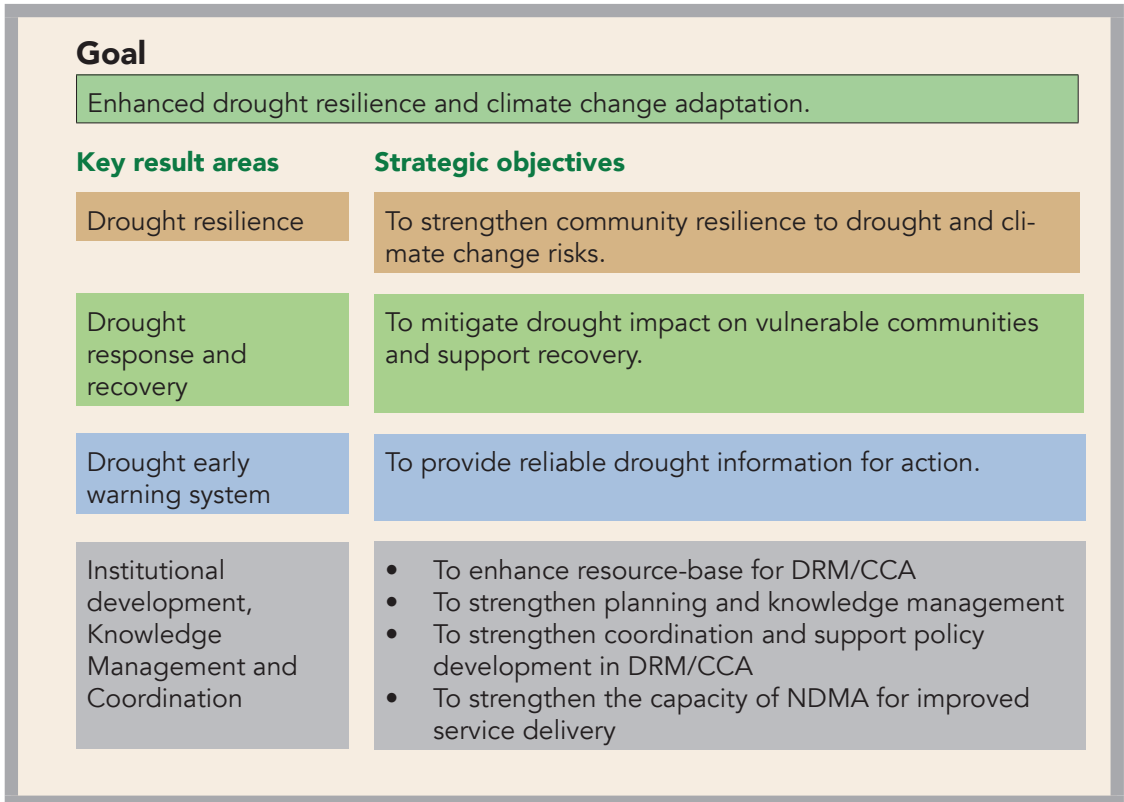 Goal
Enhanced drought resilience and climate change adaptation.
Key result areas
Strategic objectives
Drought resilience
To strengthen community resilience to drought and cli-
mate change risks.
Drought
response and
recovery
To mitigate drought impact on vulnerable communities
and support recovery.
Drought early
warning system
To provide reliable drought information for action.
Institutional
development,
Knowledge
Management and
Coordination
• To enhance resource-base for DRM/CCA
• To strengthen planning and knowledge management
• To strengthen coordination and support policy
development in DRM/CCA
• To strengthen the capacity of NDMA for improved
service delivery